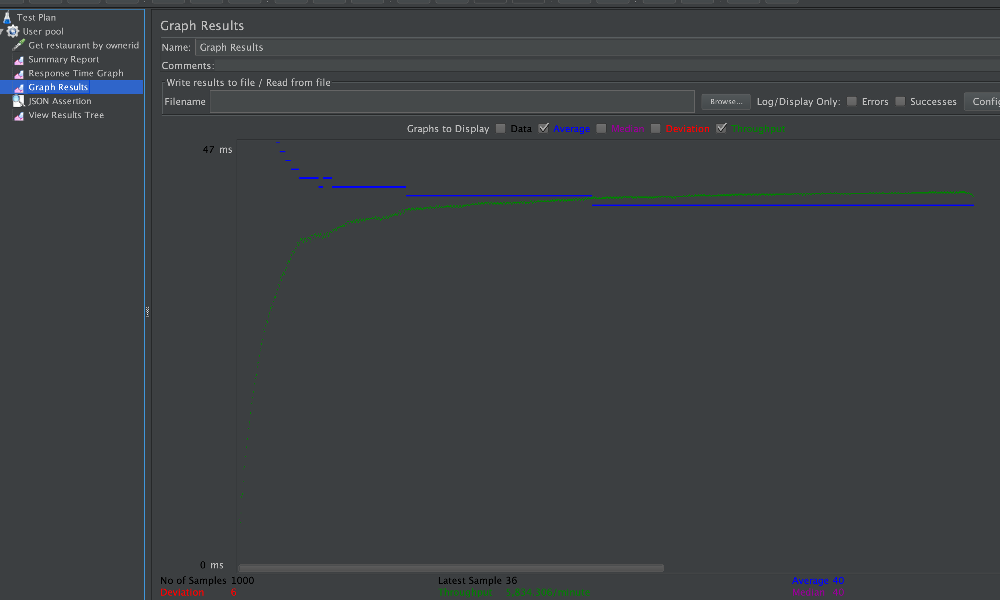 Test Plan
User pool
Get restaurant by ownerid
Summary Report
Response Time Graph
Graph Results
JSON Assertion
View Results Tree
Graph Results
Name: Graph Results
Comments:
Write results to file / Read from file
Filename Browse... Log/Display Only: Errors Successes Config
Graphs to Display Data Average Median Deviation Throughput
47 ms
0 ms
No of Samples 1000 Latest Sample 36 Average 40
Deviation 6 Throughput 5,834.306/minute Median 40